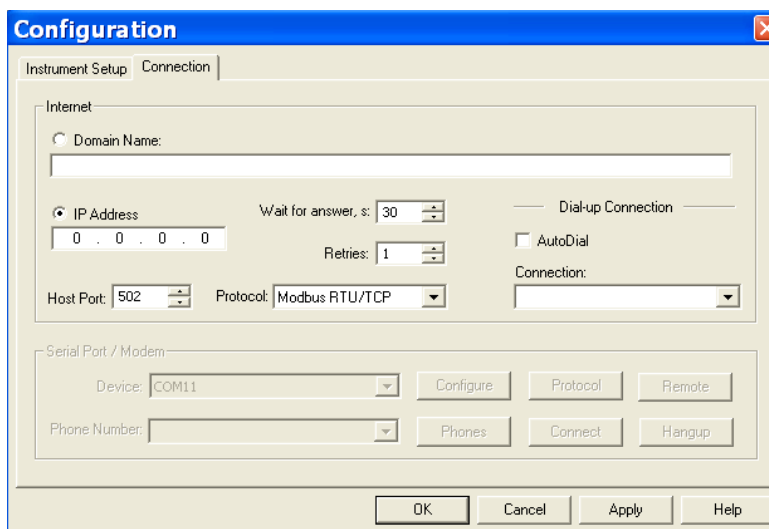 Configuration
Instrument Setup Connection
Internet
Domain Name:
IP Address Wait for answer, s: 30 Dial-up Connection
0 . 0 . 0 . 0 AutoDial
Retries: 1
Connection:
Host Port: 502 Protocol: Modbus RTU/TCP
Serial Port / Modem
Device: COM11 Configure Protocol Remote
Phone Number: Phones Connect Hangup
OK Cancel Apply Help